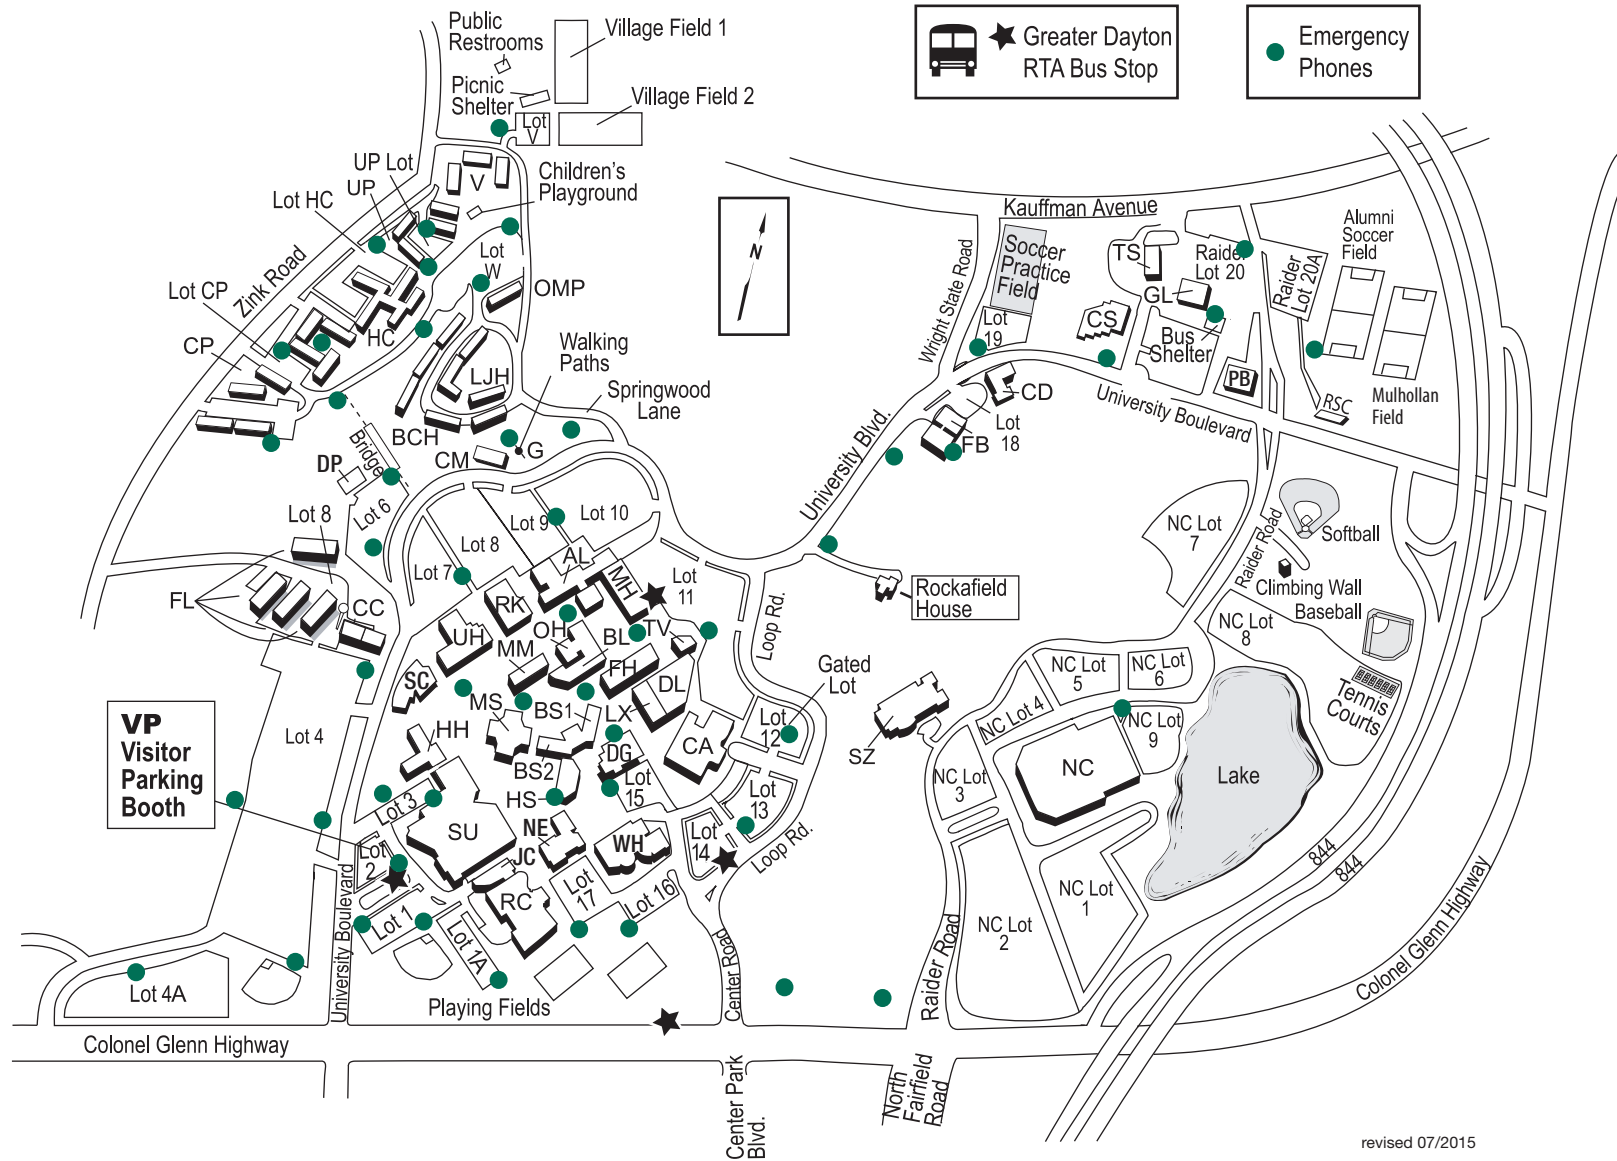 Public
Restrooms
Village Field 1
Picnic
Shelter
Village Field 2
Lot
V
Greater Dayton
RTA Bus Stop
Emergency
Phones
UP Lot
UP
Lot HC
V
Children's
Playground
Zink Road
Lot
W
OMP
Lot CP
CP
HC
LJH
Walking
Paths
Springwood
Lane
BCH
CM
G
Bridge
DP
Lot 6
N
Kauffman Avenue
Wright State Road
Soccer
Practice
Field
Lot
19
TS
Raider
Lot 20
GL
CS
Bus
Shelter
Raider
Lot 20A
Alumni
Soccer
Field
PB
RSC
Mulhollan
Field
CD
Lot
18
FB
University Boulevard
University Blvd.
Lot 8
FL
CC
Lot 7
Lot 8
Lot 9
Lot 10
AL
MH
Lot
11
RK
UH
OH
BL
TV
MM
FH
SC
MS
BS1
LX
DL
HH
BS2
DG
CA
HS
Lot
15
Loop Rd.
Gated
Lot
Lot
12
Lot
13
Lot
14
Loop Rd.
Rockafield
House
SZ
NC Lot
7
Raider Road
Softball
Climbing Wall
Baseball
NC Lot
8
Tennis
Courts
NC Lot
5
NC Lot
6
NC Lot 4
NC Lot
9
NC Lot
3
NC
Lake
NC Lot
1
NC Lot
2
844
844
VP
Visitor
Parking
Booth
Lot 4
Lot 3
SU
NE
JC
WH
Lot
2
RC
Lot
17
Lot 16
Lot 1
Lot 1A
Lot 4A
University Boulevard
Playing Fields
Center Road
Raider Road
Colonel Glenn Highway
Colonel Glenn Highway
Center Park
Blvd.
North
Fairfield
Road
revised 07/2015